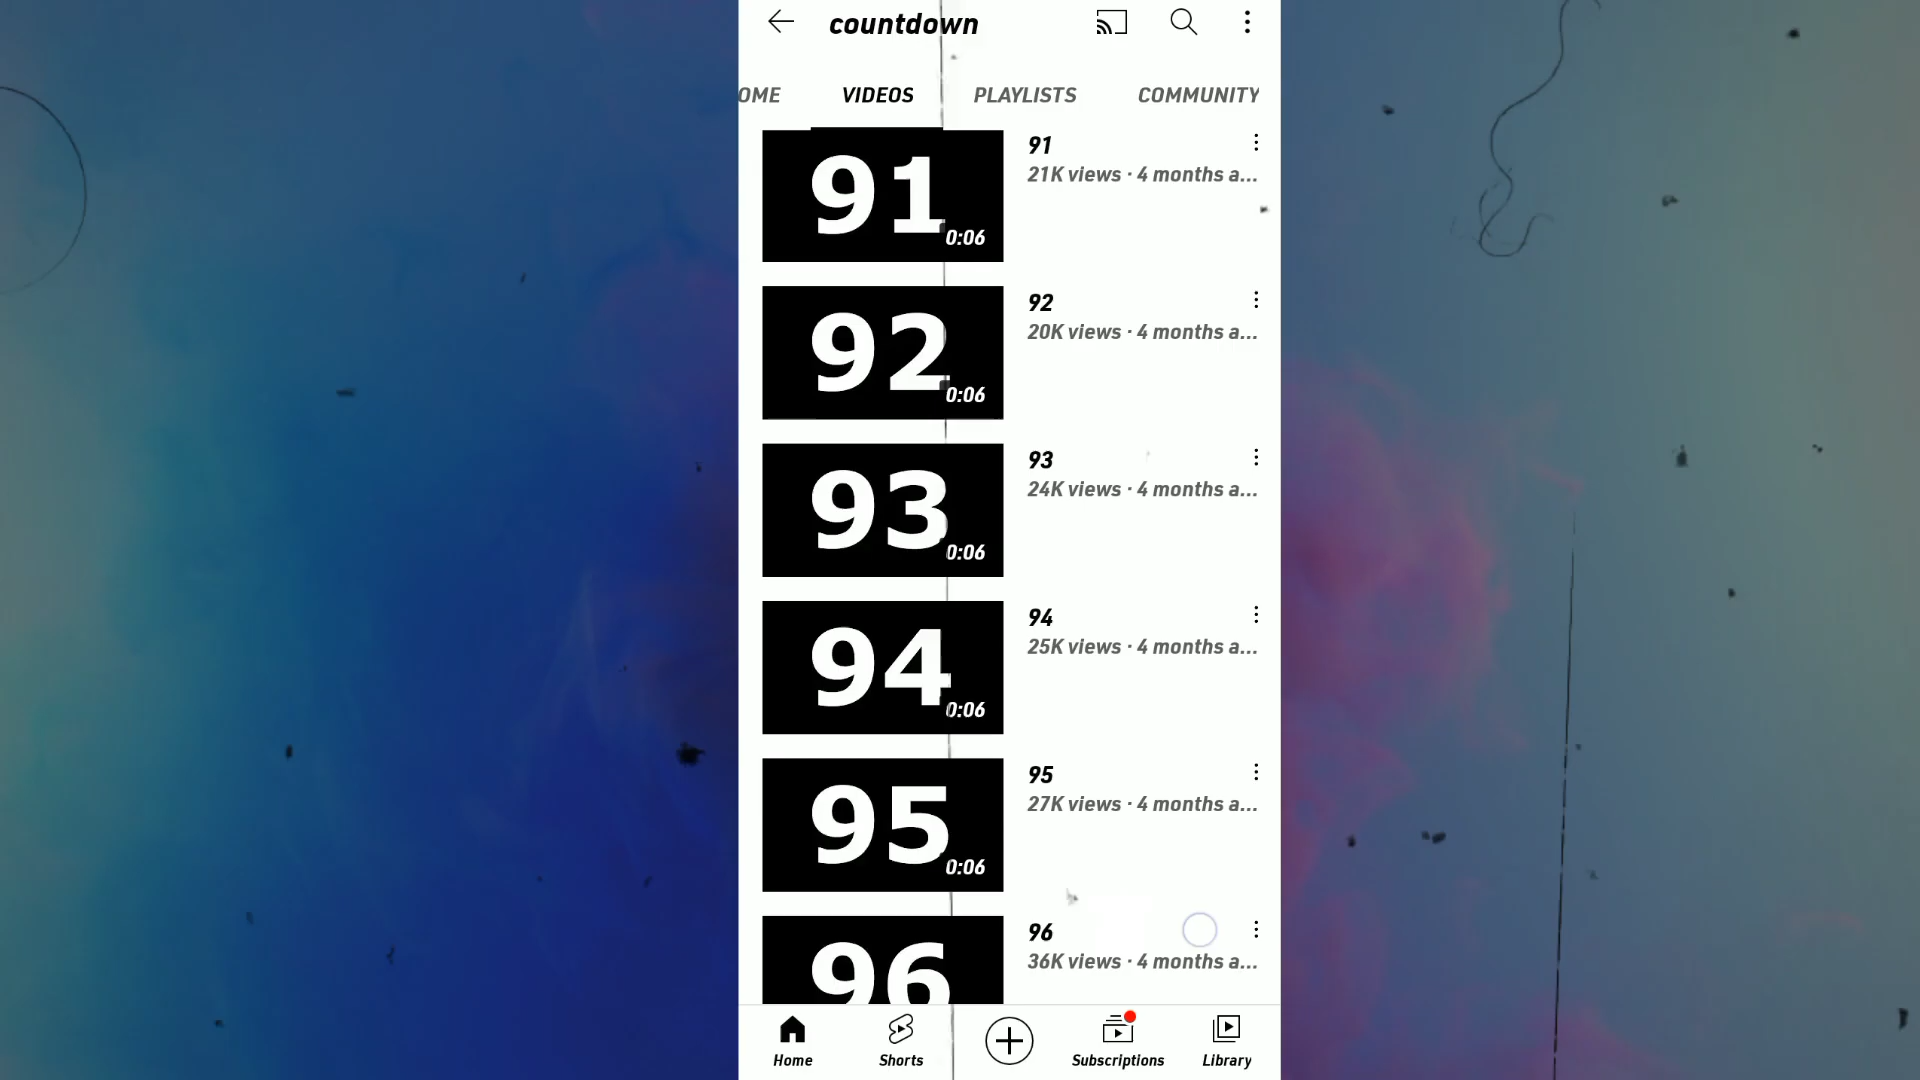 countdown
OME VIDEOS PLAYLISTS COMMUNITY
91
0:06
91
21K views · 4 months a...
92
0:06
92
20K views · 4 months a...
93
0:06
93
24K views · 4 months a...
94
0:06
94
25K views · 4 months a...
95
0:06
95
27K views · 4 months a...
96
96
36K views · 4 months a...
Home Shorts Subscriptions Library